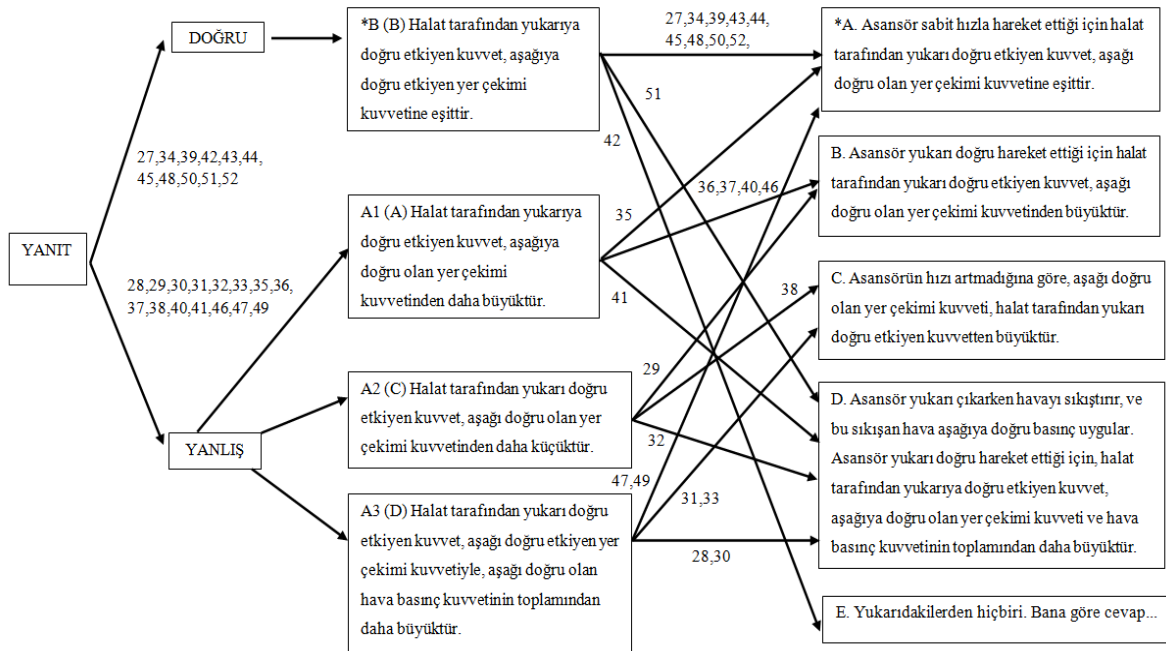 YANIT
DOĞRU
27,34,39,42,43,44,
45,48,50,51,52
28,29,30,31,32,33,35,36,
37,38,40,41,46,47,49
YANLIŞ
*B (B) Halat tarafından yukarıya
doğru etkiyen kuvvet, aşağıya
doğru etkiyen yer çekimi
kuvvetine eşittir.
A1 (A) Halat tarafından yukarıya
doğru etkiyen kuvvet, aşağıya
doğru olan yer çekimi
kuvvetinden daha büyüktür.
A2 (C) Halat tarafından yukarı doğru
etkiyen kuvvet, aşağı doğru olan yer
çekimi kuvvetinden daha küçüktür.
A3 (D) Halat tarafından yukarı doğru
etkiyen kuvvet, aşağı doğru etkiyen yer
çekimi kuvvetiyle, aşağı doğru olan
hava basınç kuvvetinin toplamından
daha büyüktür.
27,34,39,43,44,
45,48,50,52,
51
42
36,37,40,46
35
41
38
29
32
47,49
31,33
28,30
*A. Asansör sabit hızla hareket ettiği için halat
tarafından yukarı doğru etkiyen kuvvet, aşağı
doğru olan yer çekimi kuvvetine eşittir.
B. Asansör yukarı doğru hareket ettiği için halat
tarafından yukarı doğru etkiyen kuvvet, aşağı
doğru olan yer çekimi kuvvetinden büyüktür.
C. Asansörün hızı artmadığına göre, aşağı doğru
olan yer çekimi kuvveti, halat tarafından yukarı
doğru etkiyen kuvvetten büyüktür.
D. Asansör yukarı çıkarken havayı sıkıştırır, ve
bu sıkışan hava aşağıya doğru basınç uygular.
Asansör yukarı doğru hareket ettiği için, halat
tarafından yukarıya doğru etkiyen kuvvet,
aşağıya doğru olan yer çekimi kuvveti ve hava
basınç kuvvetinin toplamından daha büyüktür.
E. Yukarıdakilerden hiçbiri. Bana göre cevap...